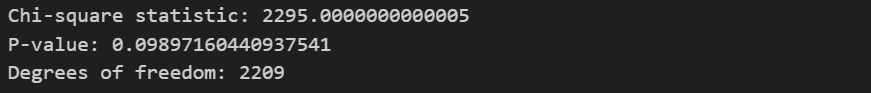 Chi-square statistic: 2295.0000000000005
P-value: 0.09897160440937541
Degrees of freedom: 2209